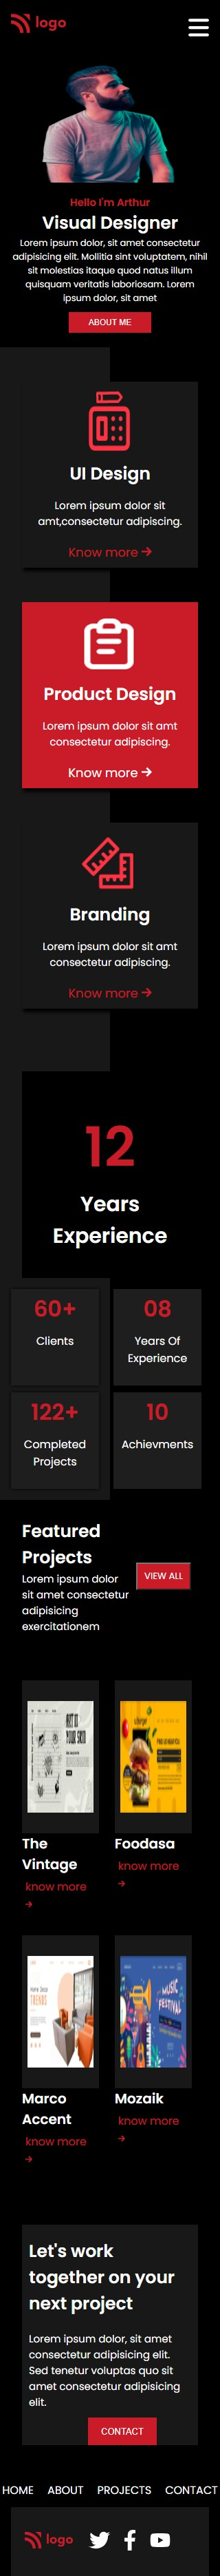 logo
Hello I'm Arthur
Visual Designer
Lorem ipsum dolor, sit amet consectetur
adipisicing elit. Mollitia sint voluptatem, nihil
sit molestias itaque quod natus illum
quisquam veritatis laboriosam. Lorem
ipsum dolor, sit amet
ABOUT ME
UI Design
Lorem ipsum dolor sit
amt,consectetur adipiscing.
Know more →
Product Design
Lorem ipsum dolor sit amt
consectetur adipiscing.
Know more →
Branding
Lorem ipsum dolor sit amt
consectetur adipiscing.
Know more →
12
Years
Experience
60+
Clients
08
Years Of
Experience
122+
Completed
Projects
10
Achievments
Featured
Projects
Lorem ipsum dolor
sit amet consectetur
adipisicing
exercitationem
VIEW ALL
The
Vintage
know more
→
Foodasa
know more
→
Home Decor
TRENDS
MUSIC
FESTIVAL
Marco
Accent
know more
→
Mozaik
know more
→
Let's work
together on your
next project
Lorem ipsum dolor, sit amet
consectetur adipisicing elit.
Sed tenetur voluptas quo sit
amet consectetur adipisicing
elit.
CONTACT
HOME ABOUT PROJECTS CONTACT
logo